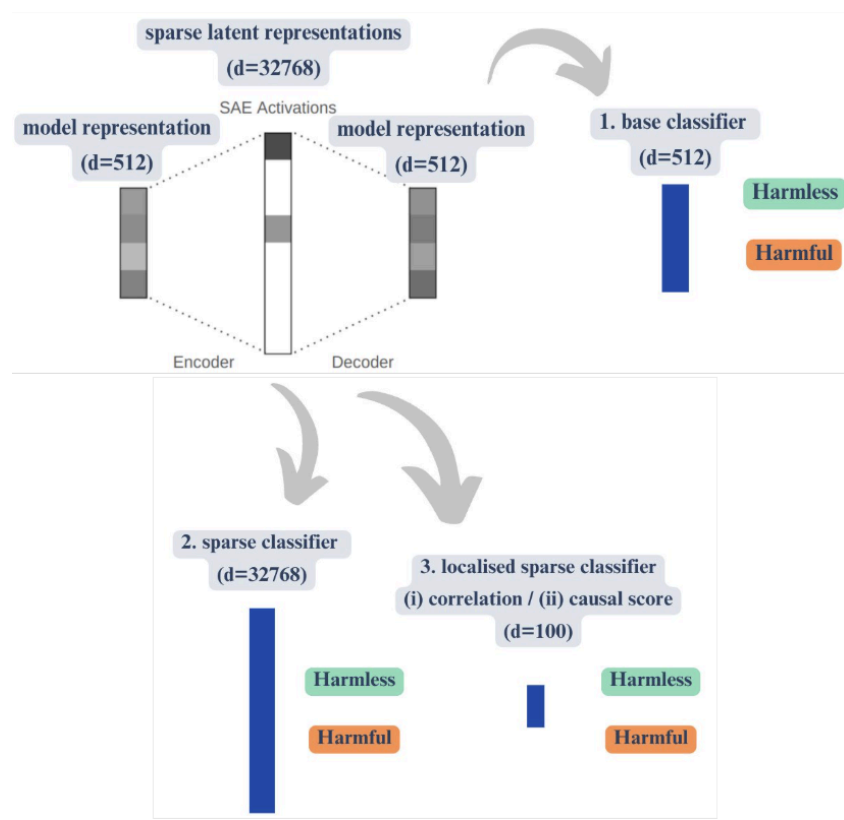 sparse latent representations
(d=32768)
SAE Activations
model representation
(d=512)
model representation
(d=512)
1. base classifier
(d=512)
Harmless
Harmful
Encoder
Decoder
2. sparse classifier
(d=32768)
Harmless
Harmful
3. localised sparse classifier
(i) correlation / (ii) causal score
(d=100)
Harmless
Harmful